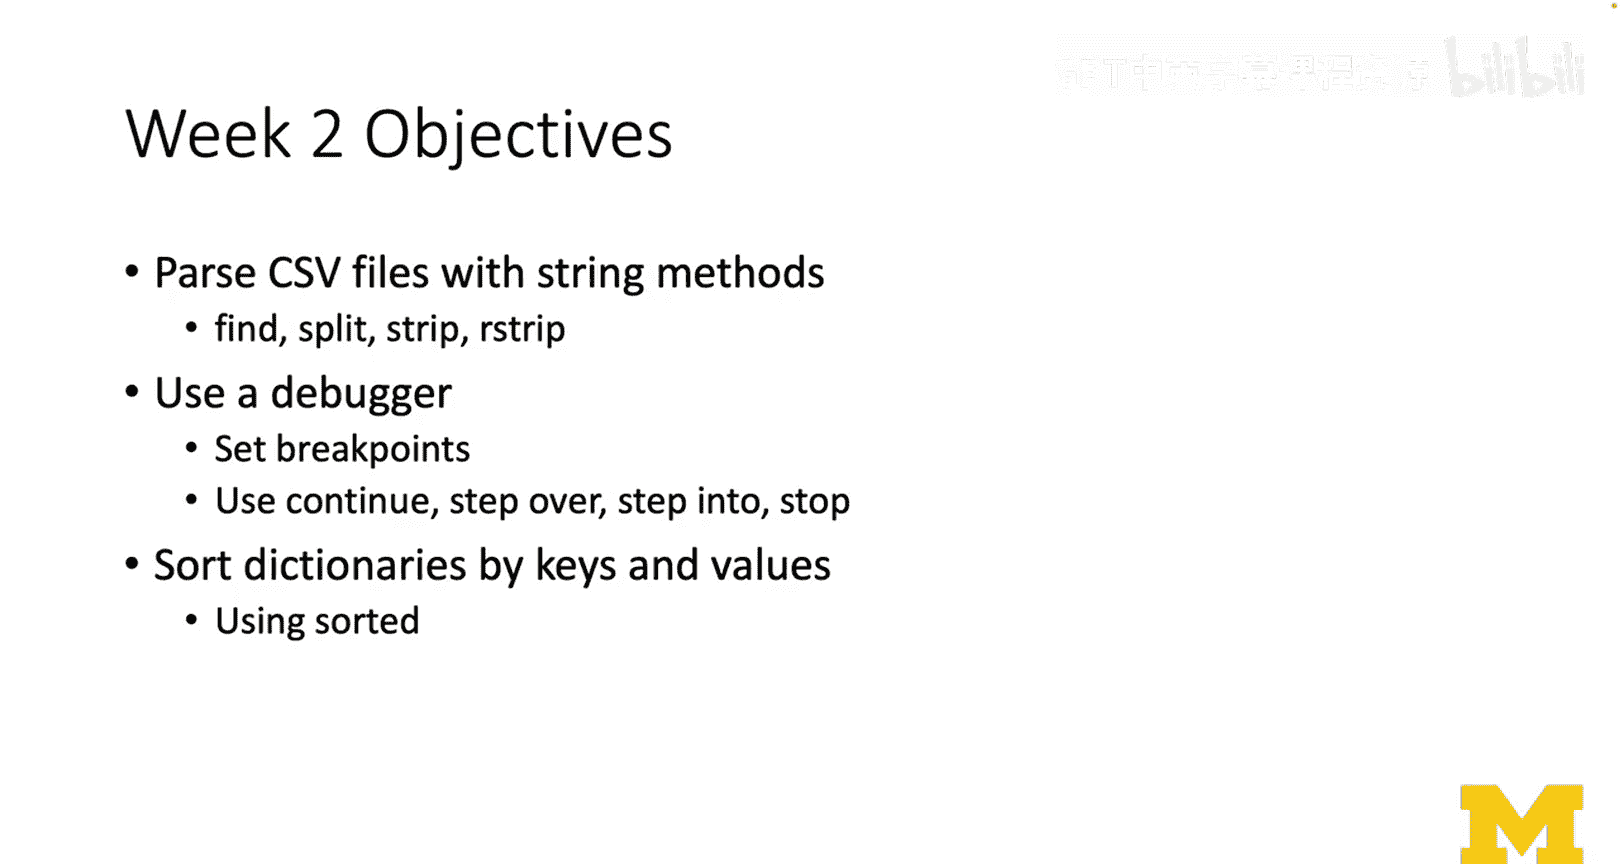 bilibili
Week 2 Objectives
• Parse CSV files with string methods
• find, split, strip, rstrip
• Use a debugger
• Set breakpoints
• Use continue, step over, step into, stop
• Sort dictionaries by keys and values
• Using sorted
M